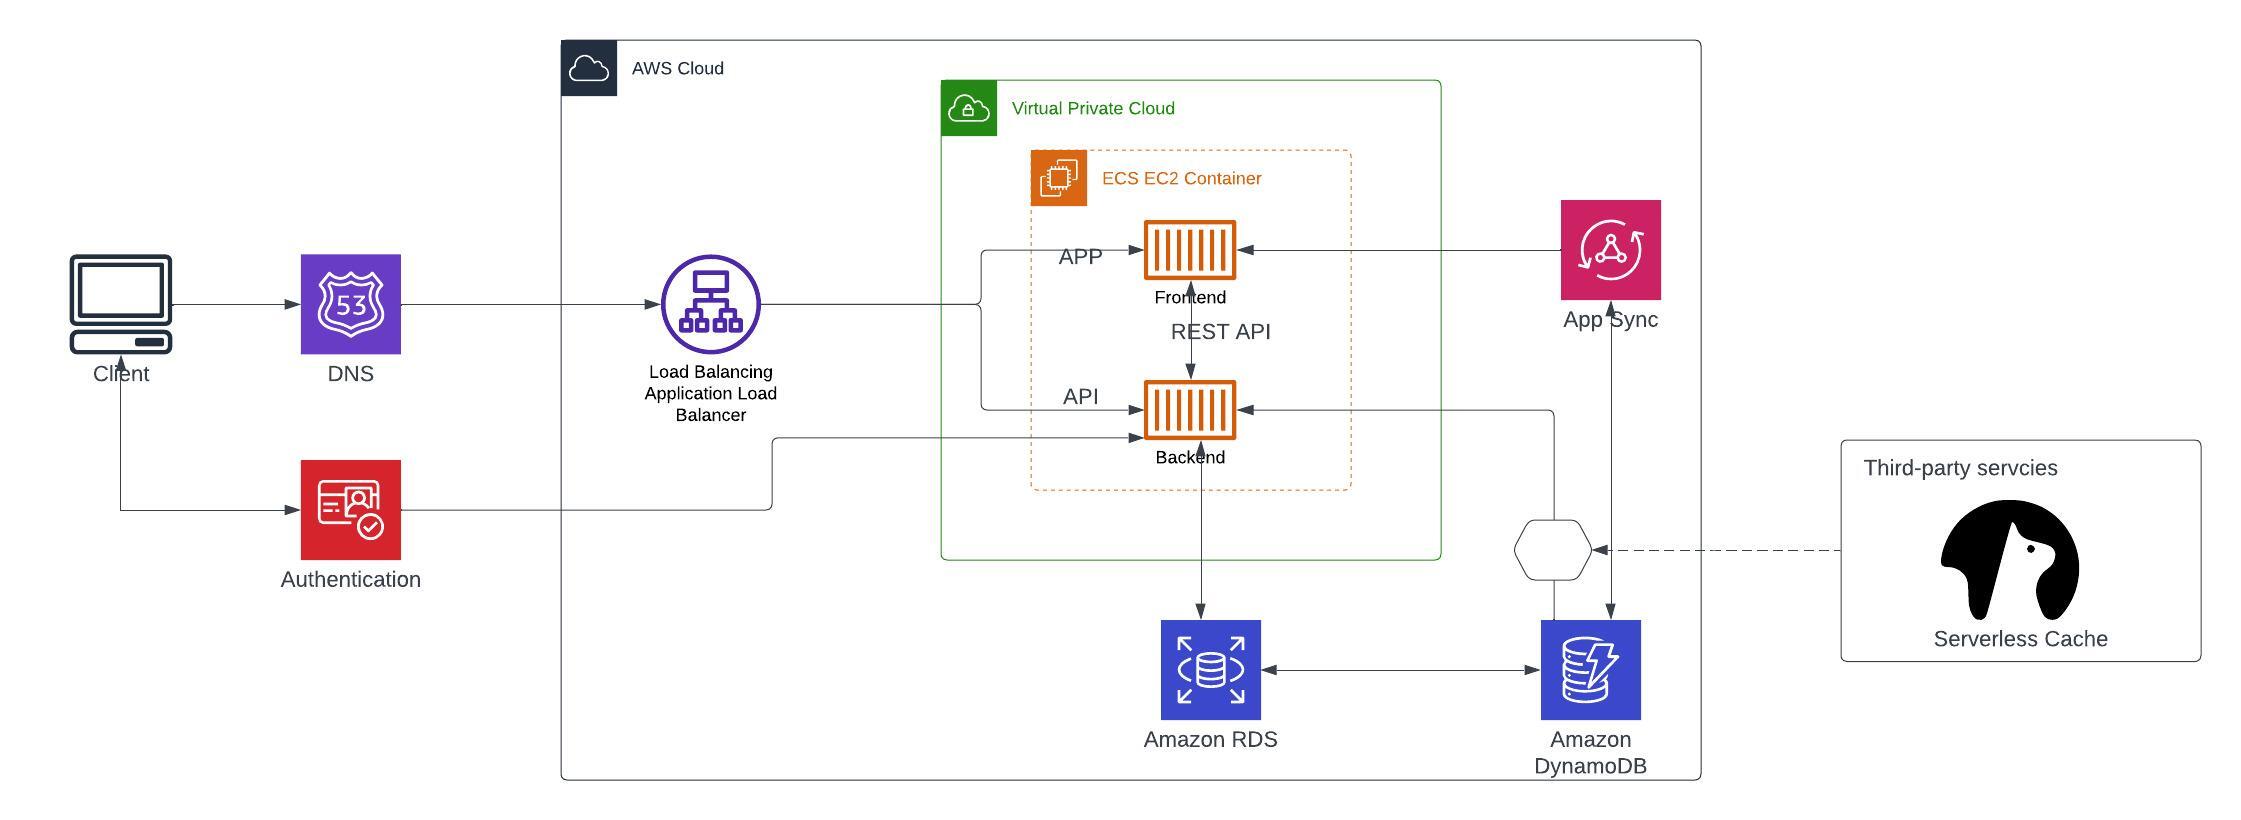 AWS Cloud
Virtual Private Cloud
ECS EC2 Container
Client
53
DNS
Authentication
Load Balancing
Application Load
Balancer
APP
API
Frontend
REST API
Backend
App Sync
Amazon RDS
Amazon
DynamoDB
Third-party servcies
Serverless Cache